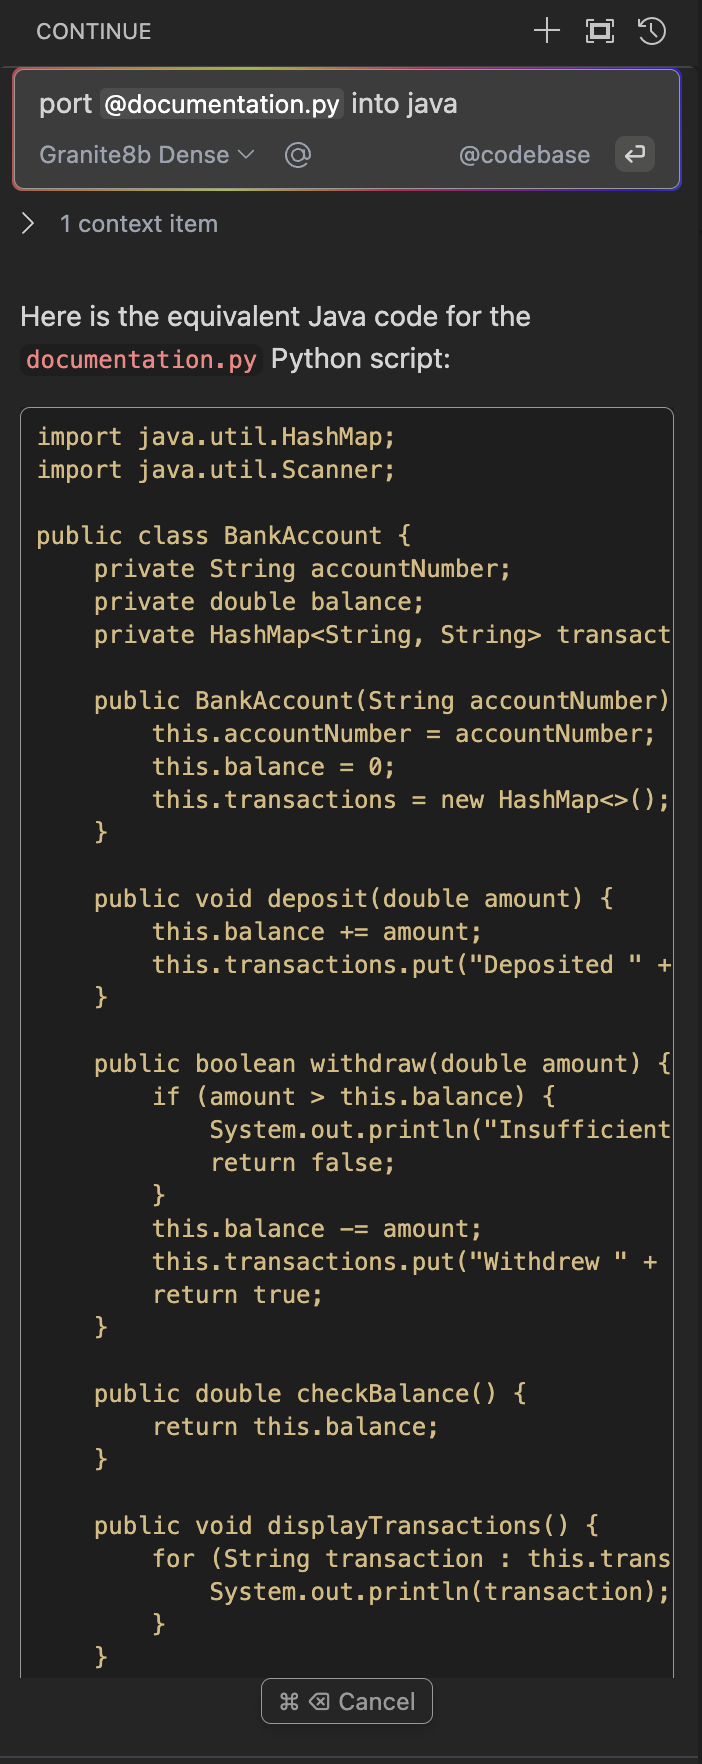 CONTINUE
port @documentation.py into java
Granite8b Dense @ @codebase
1 context item
Here is the equivalent Java code for the
documentation.py Python script:
import java.util.HashMap;
import java.util.Scanner;
public class BankAccount {
    private String accountNumber;
    private double balance;
    private HashMap<String, String> transact
    public BankAccount(String accountNumber)
        this.accountNumber = accountNumber;
        this.balance = 0;
        this.transactions = new HashMap<>();
    }
    public void deposit(double amount) {
        this.balance += amount;
        this.transactions.put("Deposited " +
    }
    public boolean withdraw(double amount) {
        if (amount > this.balance) {
            System.out.println("Insufficient
            return false;
        }
        this.balance -= amount;
        this.transactions.put("Withdrew " +
        return true;
    }
    public double checkBalance() {
        return this.balance;
    }
    public void displayTransactions() {
        for (String transaction : this.trans
            System.out.println(transaction);
        }
    }
⌘ ⌫ Cancel